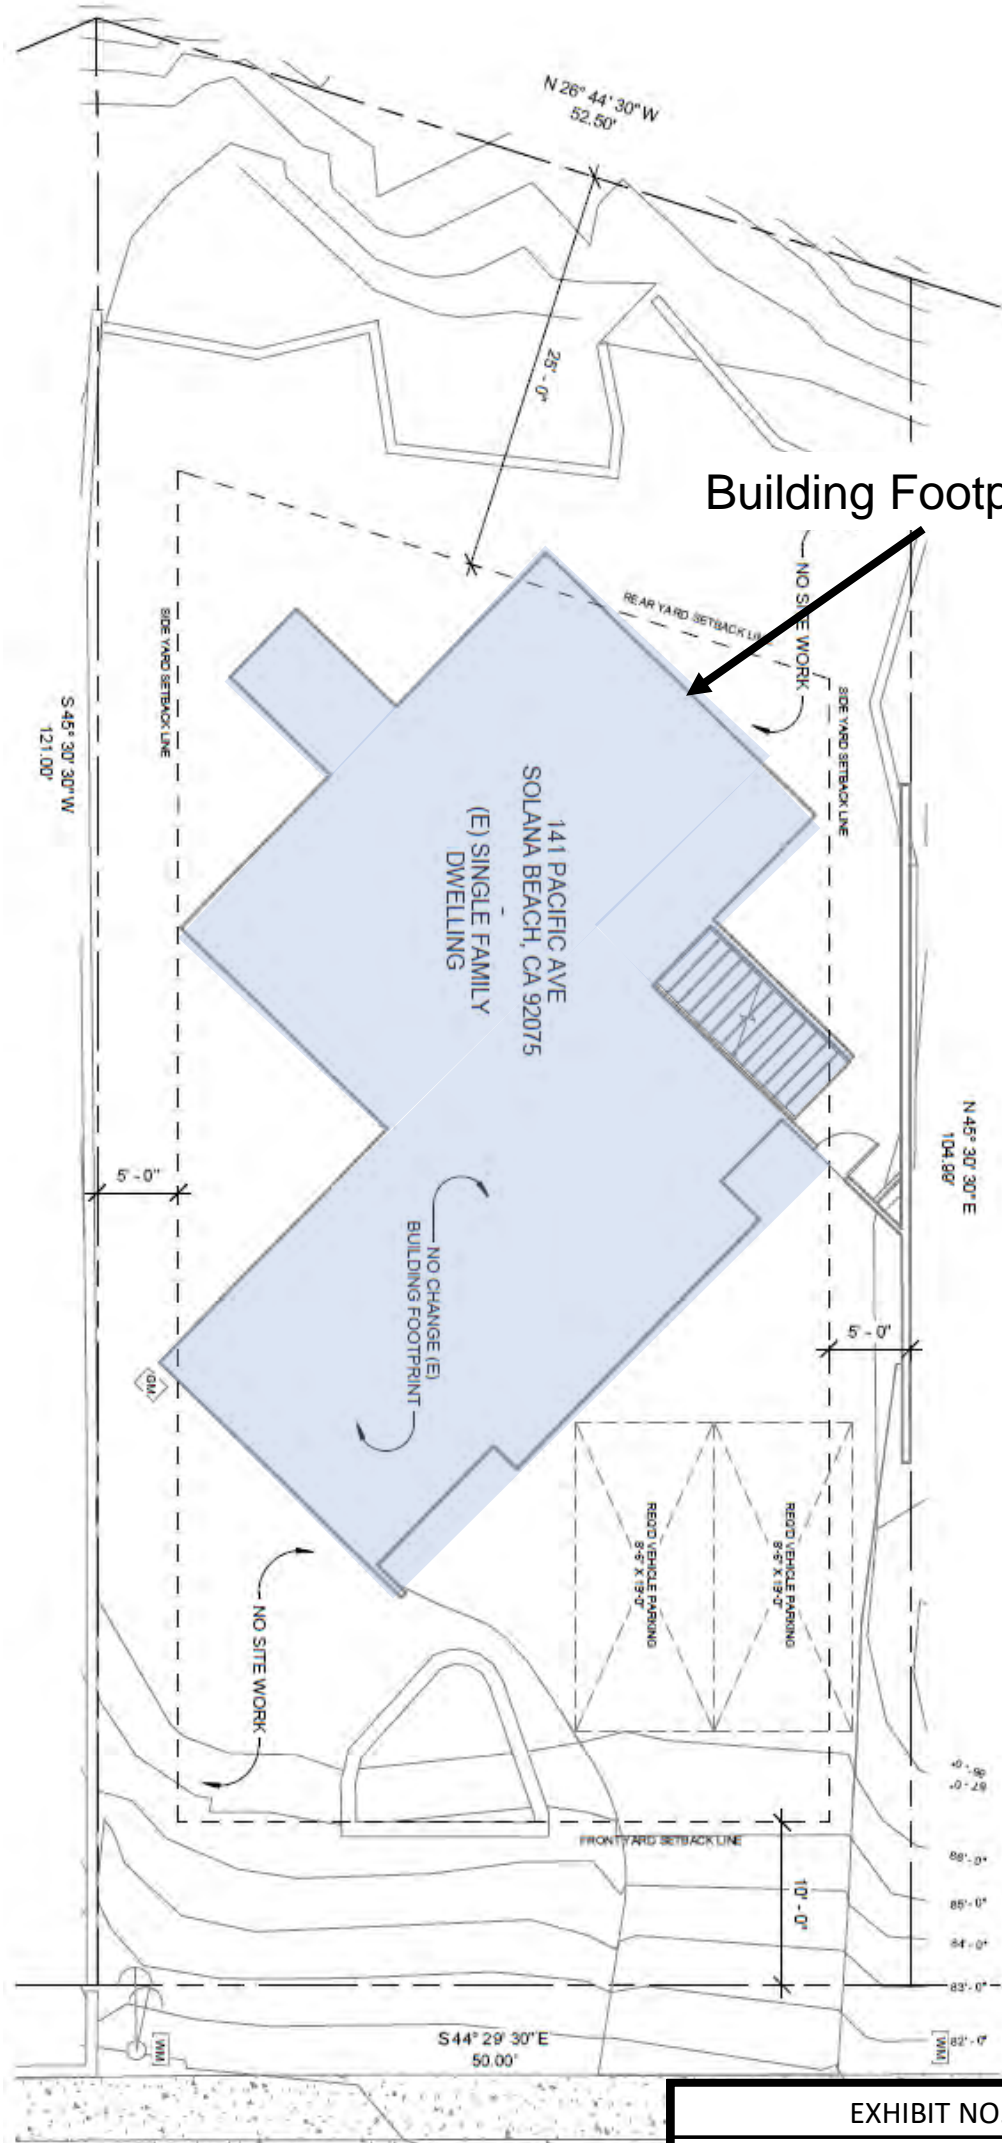 N 26° 44' 30" W
52.50'
25' - 0"
Building Footp
NO SITE WORK
REAR YARD SETBACK LIN
SIDE YARD SETBACK LINE
SIDE YARD SETBACK LINE
S 45° 30' 30" W
121.00'
141 PACIFIC AVE
SOLANA BEACH, CA 92075
-
(E) SINGLE FAMILY
DWELLING
N 45° 30' 30" E
104.99'
5' - 0"
NO CHANGE (E)
BUILDING FOOTPRINT
5' - 0"
GM
REQ'D VEHICLE PARKING
8'-6" X 19'-0"
REQ'D VEHICLE PARKING
8'-6" X 19'-0"
NO SITE WORK
FRONT YARD SETBACK LINE
10' - 0"
87' - 0"
86' - 0"
85' - 0"
84' - 0"
83' - 0"
82' - 0"
S 44° 29' 30" E
50.00'
WM
WM
EXHIBIT NO